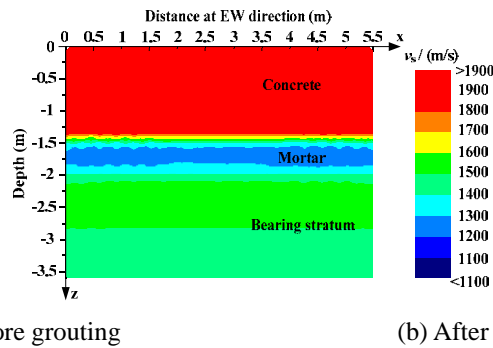 Distance at EW direction (m)
0 0.5 1 1.5 2 2.5 3 3.5 4 4.5 5 5.5 x
Depth (m)
0
-0.5
-1
-1.5
-2
-2.5
-3
-3.5
z
Concrete
Mortar
Bearing stratum
vs / (m/s)
>1900
1900
1800
1700
1600
1500
1400
1300
1200
1100
<1100
ore grouting
(b) After